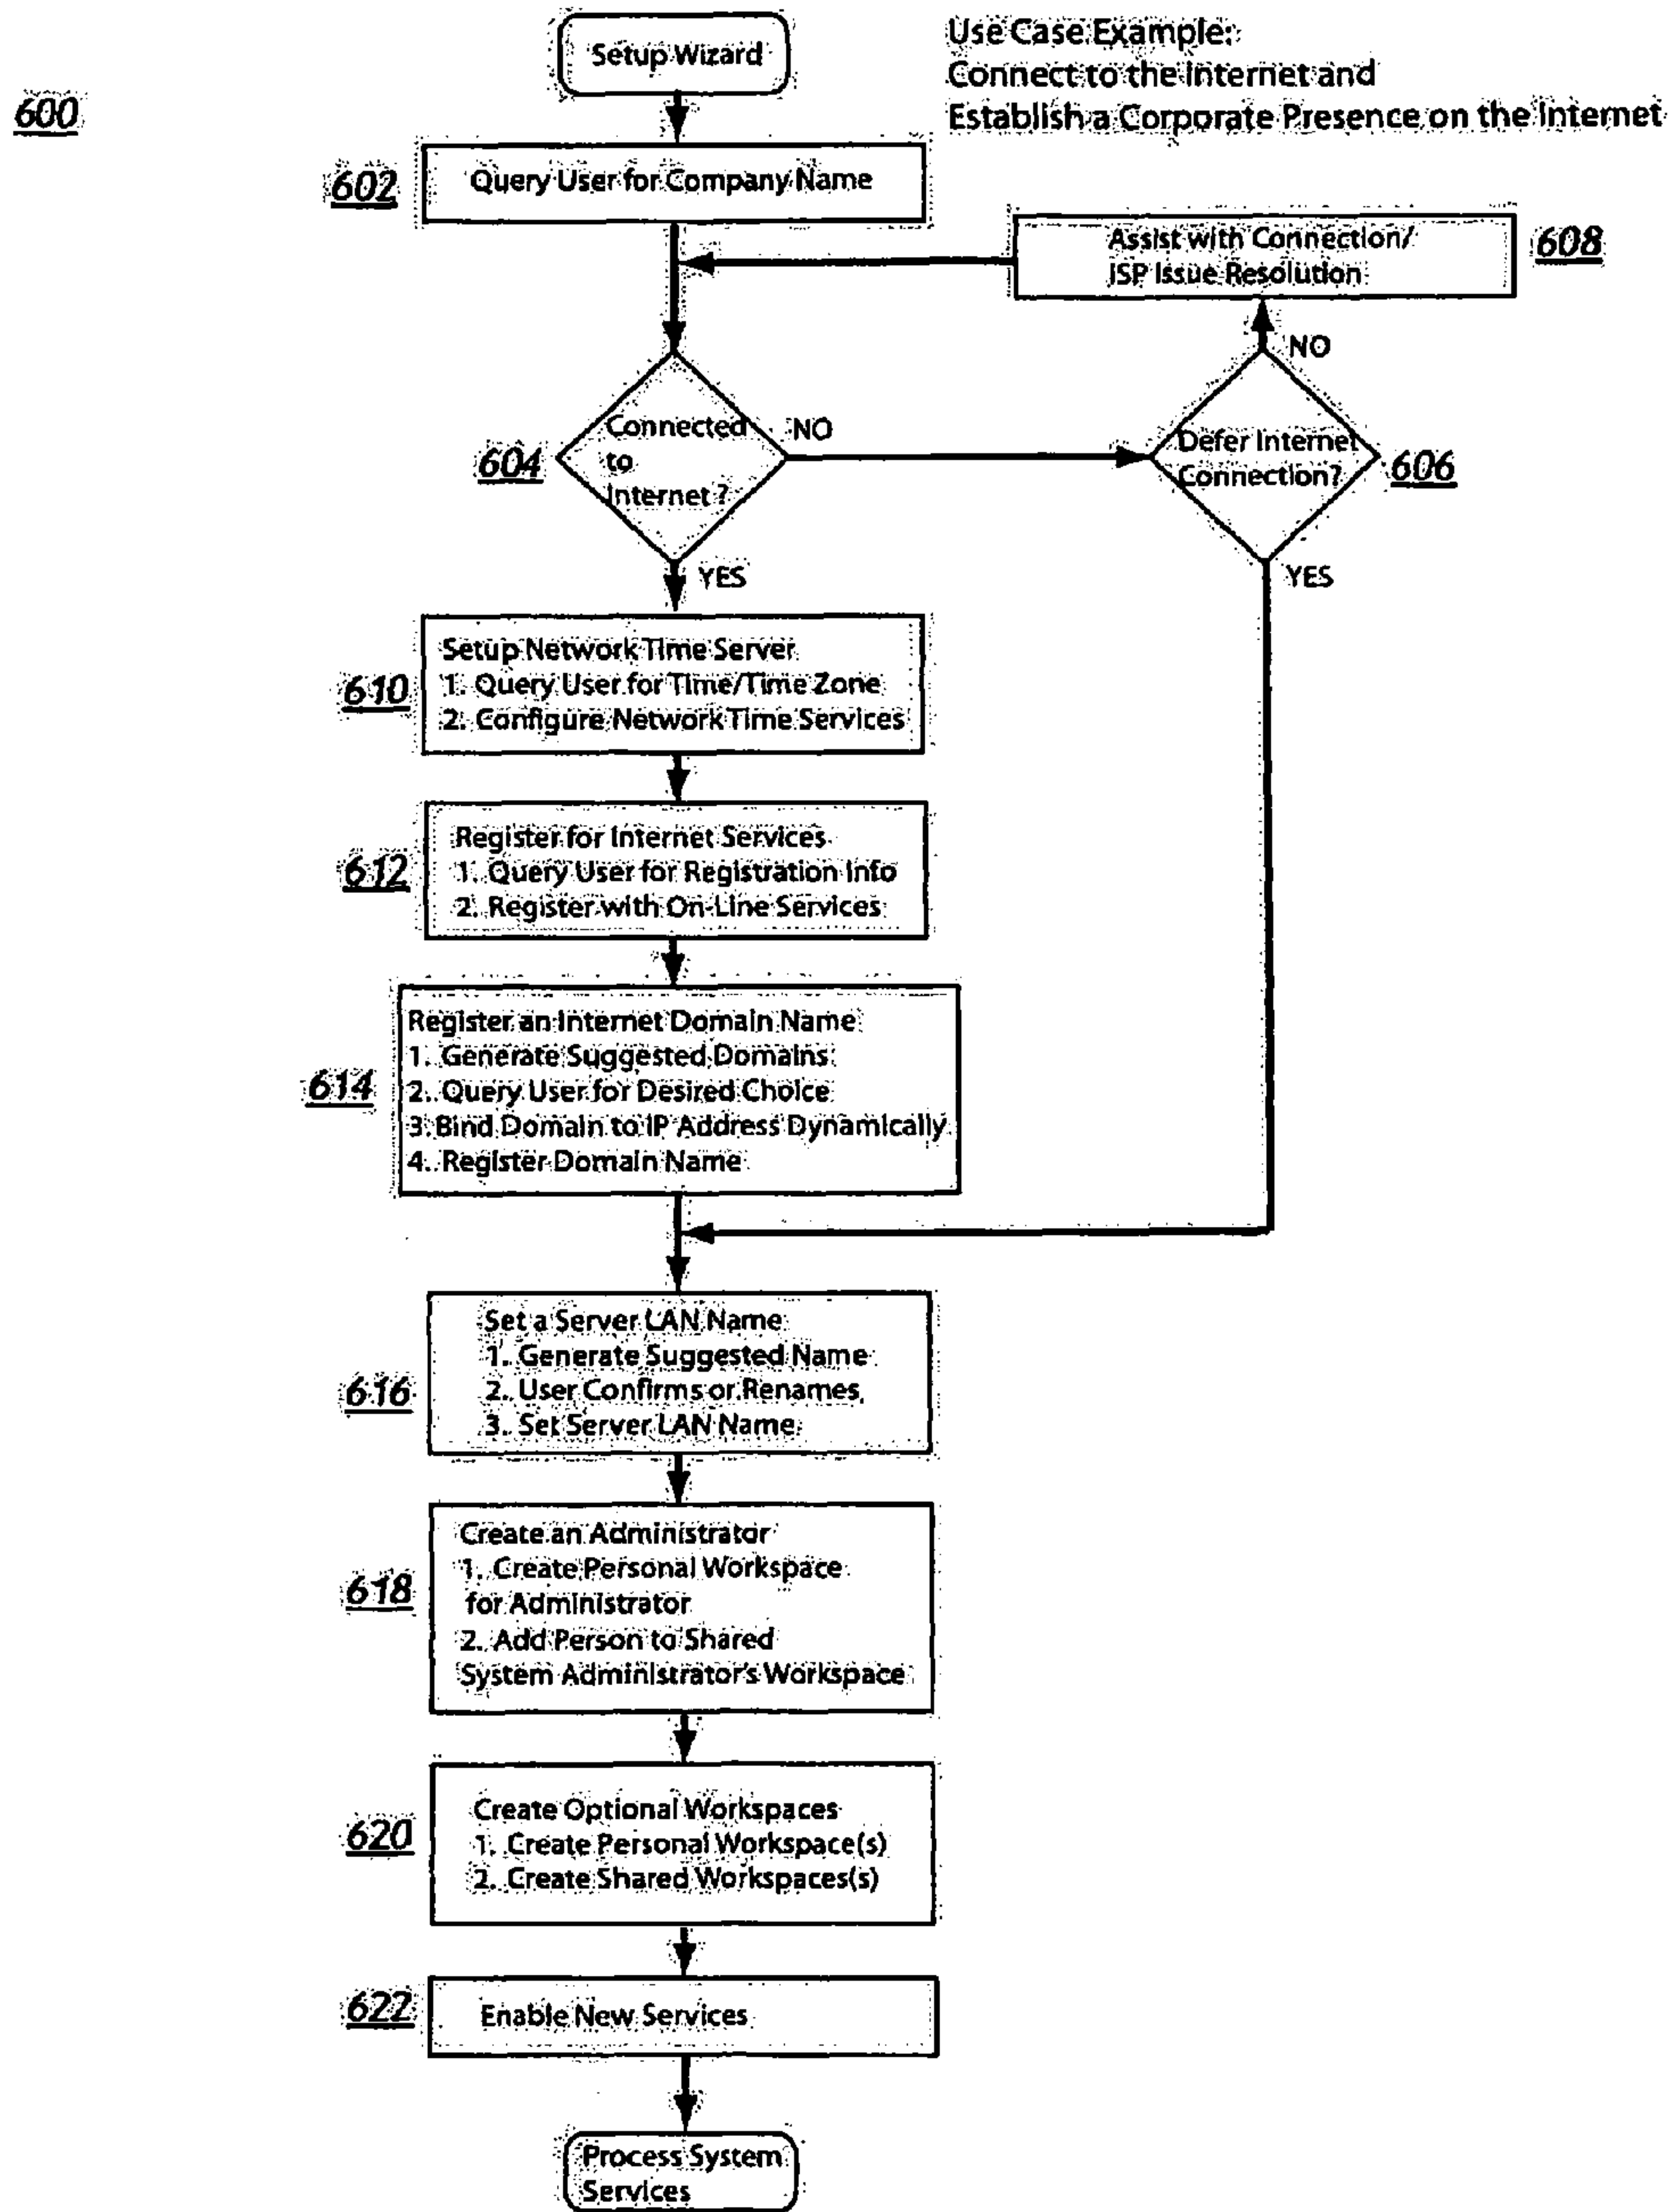 Setup Wizard
Use Case Example:
Connect to the Internet and
Establish a Corporate Presence on the Internet
600
602
Query User for Company Name
Assist with Connection/
ISP Issue Resolution
608
NO
Connected
to
Internet ?
604
NO
Defer Internet
Connection?
606
YES
YES
Setup Network Time Server
1. Query User for Time/Time Zone
2. Configure Network Time Services
610
Register for Internet Services
1. Query User for Registration Info
2. Register with On-Line Services
612
Register an Internet Domain Name
1. Generate Suggested Domains
2. Query User for Desired Choice
3. Bind Domain to IP Address Dynamically
4. Register Domain Name
614
Set a Server LAN Name
1. Generate Suggested Name
2. User Confirms or Renames
3. Set Server LAN Name
616
Create an Administrator
1. Create Personal Workspace
for Administrator
2. Add Person to Shared
System Administrator's Workspace
618
Create Optional Workspaces
1. Create Personal Workspace(s)
2. Create Shared Workspaces(s)
620
622
Enable New Services
Process System
Services